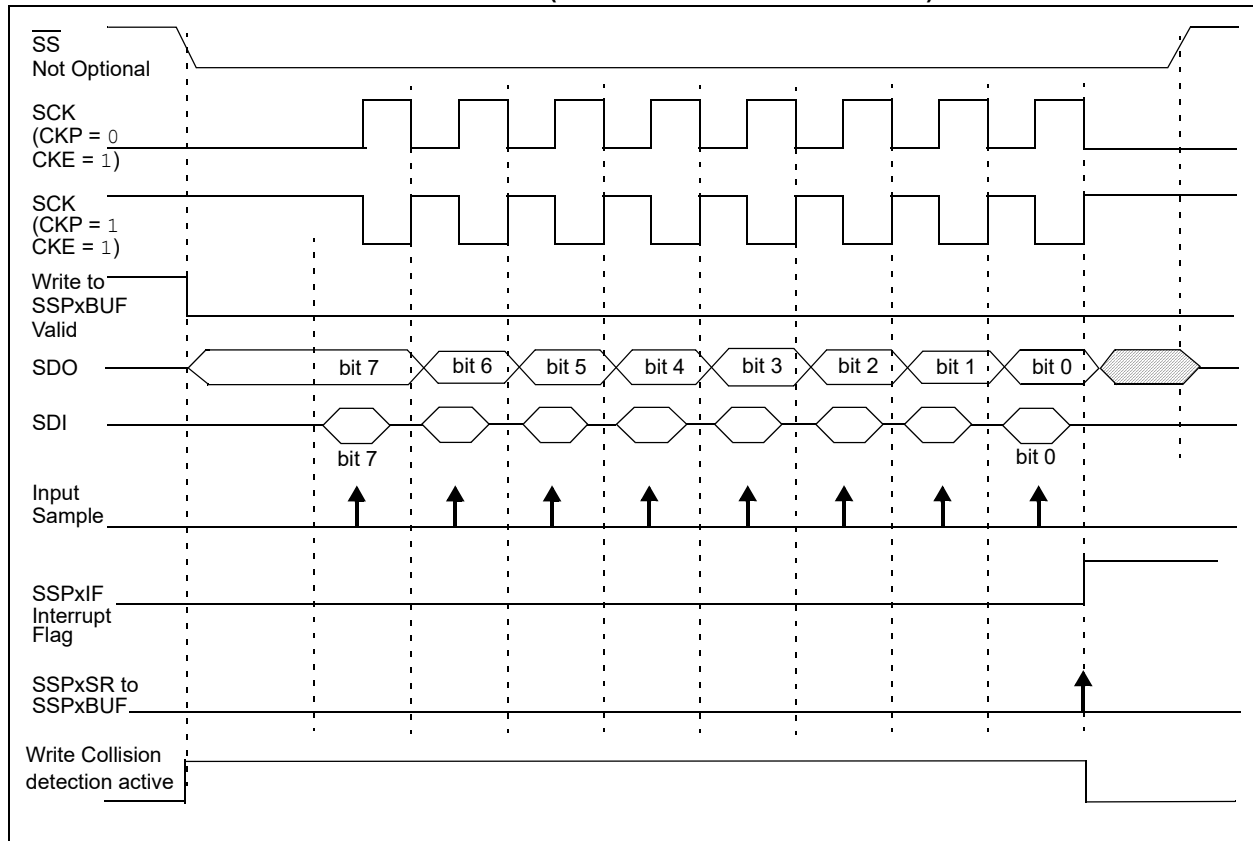 SS
Not Optional
SCK
(CKP = 0
CKE = 1)
SCK
(CKP = 1
CKE = 1)
Write to
SSPxBUF
Valid
SDO
bit 7 bit 6 bit 5 bit 4 bit 3 bit 2 bit 1 bit 0
SDI
bit 7 bit 0
Input
Sample
SSPxIF
Interrupt
Flag
SSPxSR to
SSPxBUF
Write Collision
detection active